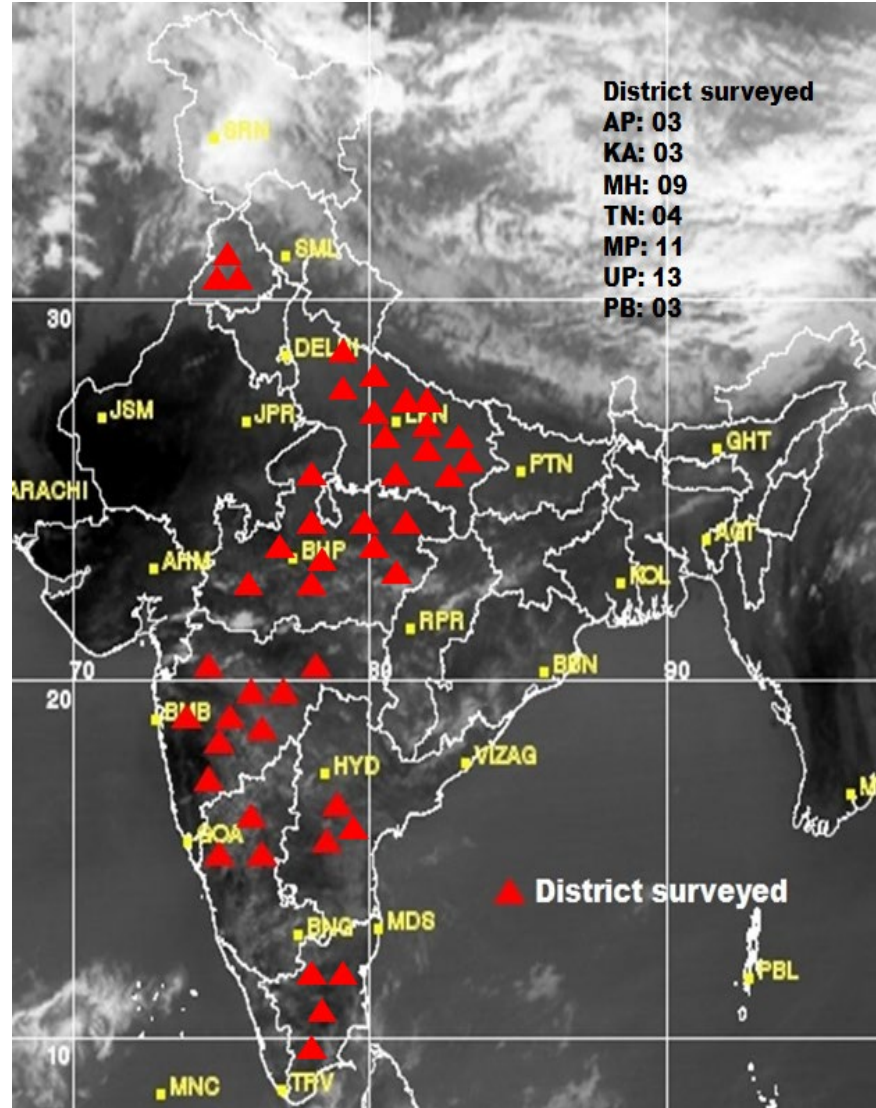 District surveyed
AP: 03
KA: 03
MH: 09
TN: 04
MP: 11
UP: 13
PB: 03
SRN
SML
30
DELHI
JSM
JPR
LKN
GHT
PTN
ARACHI
AGT
AHM
BHP
KOL
RPR
70
80
90
20
BBN
BMB
HYD
VIZAG
M
GOA
District surveyed
BNG
MDS
PBL
10
MNC
TRV